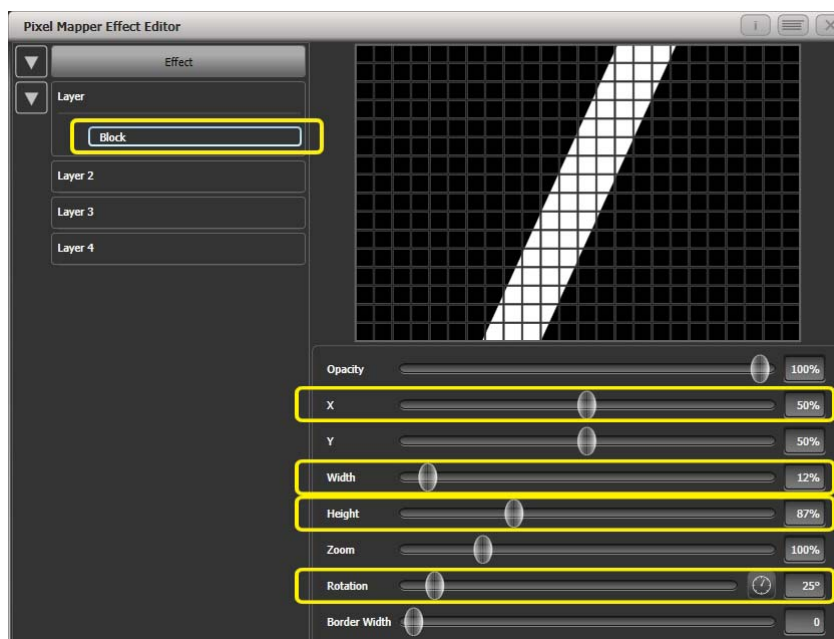 Pixel Mapper Effect Editor
Effect
Layer
Block
Layer 2
Layer 3
Layer 4
Opacity 100%
X 50%
Y 50%
Width 12%
Height 87%
Zoom 100%
Rotation 25°
Border Width 0